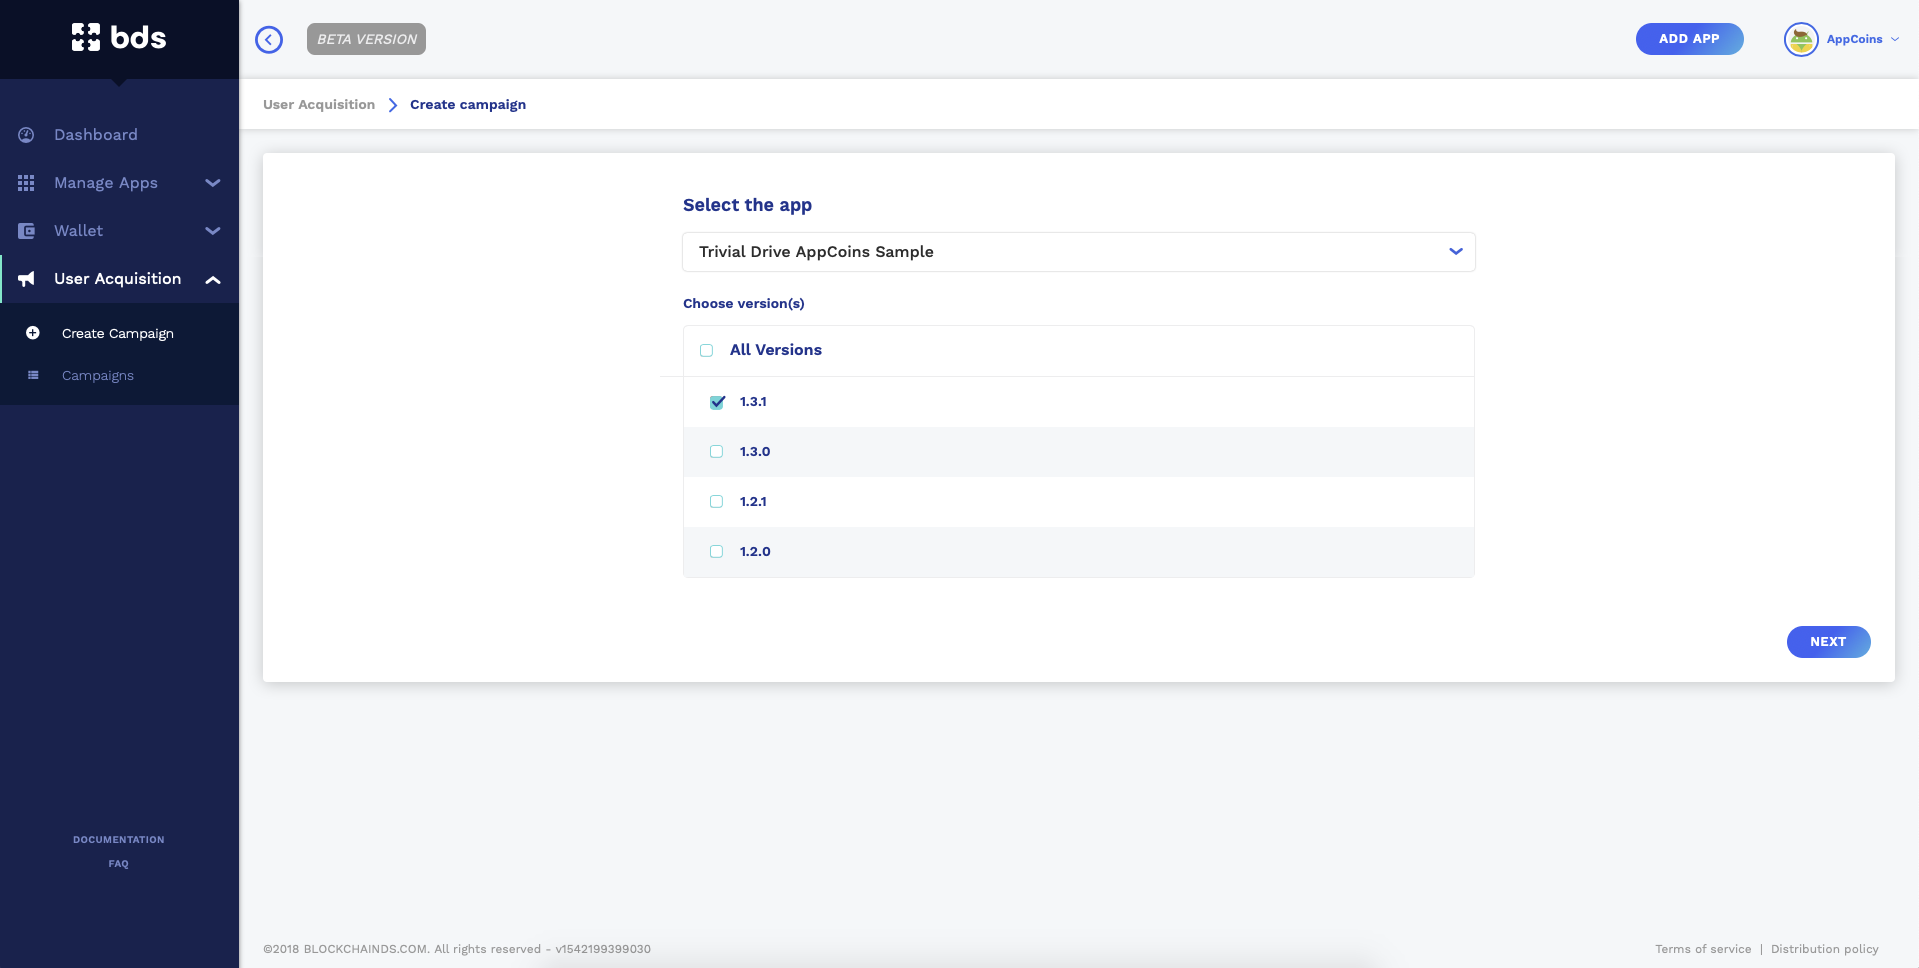 bds
BETA VERSION
ADD APP
AppCoins
User Acquisition
Create campaign
Dashboard
Manage Apps
Wallet
User Acquisition
Create Campaign
Campaigns
Select the app
Trivial Drive AppCoins Sample
Choose version(s)
All Versions
1.3.1
1.3.0
1.2.1
1.2.0
NEXT
DOCUMENTATION
FAQ
©2018 BLOCKCHAINDS.COM. All rights reserved - v1542199399030
Terms of service | Distribution policy